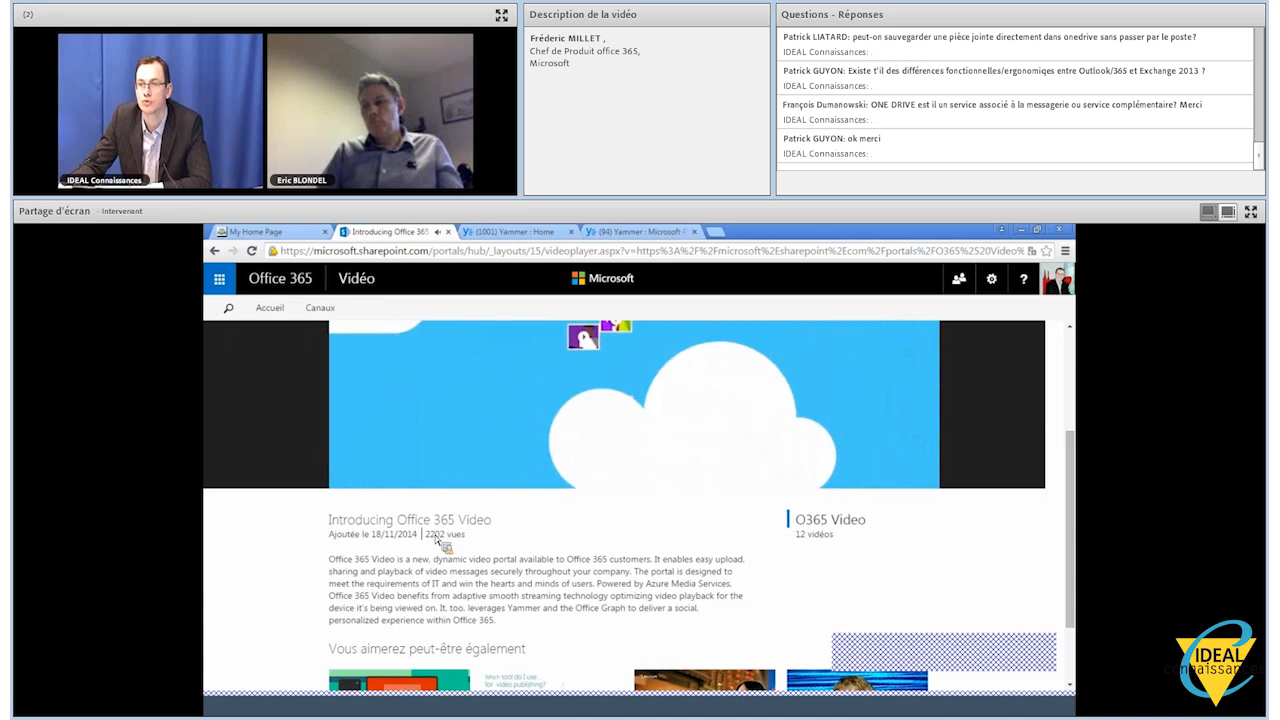 (2)
IDEAL Connaissances
Eric BLONDEL
Description de la vidéo
Fréderic MILLET ,
Chef de Produit office 365,
Microsoft
Questions - Réponses
Patrick LIATARD: peut-on sauvegarder une pièce jointe directement dans onedrive sans passer par le poste?
IDEAL Connaissances: .
Patrick GUYON: Existe t'il des différences fonctionnelles/ergonomiqes entre Outlook/365 et Exchange 2013 ?
IDEAL Connaissances: .
François Dumanowski: ONE DRIVE est il un service associé à la messagerie ou service complémentaire? Merci
IDEAL Connaissances: .
Patrick GUYON: ok merci
IDEAL Connaissances: .
Partage d'écran - Intervenant
My Home Page
Introducing Office 365
(1001) Yammer : Home
(94) Yammer : Microsoft
https://microsoft.sharepoint.com/portals/hub/_layouts/15/videoplayer.aspx?v=https%3A%2F%2Fmicrosoft%2Esharepoint%2Ecom%2Fportals%2FO365%2520Video%
Office 365
Vidéo
Microsoft
?
Accueil
Canaux
Introducing Office 365 Video
Ajoutée le 18/11/2014 | 2202 vues
O365 Video
12 vidéos
Office 365 Video is a new, dynamic video portal available to Office 365 customers. It enables easy upload,
sharing and playback of video messages securely throughout your company. The portal is designed to
meet the requirements of IT and win the hearts and minds of users. Powered by Azure Media Services,
Office 365 Video benefits from adaptive smooth streaming technology optimizing video playback for the
device it's being viewed on. It, too, leverages Yammer and the Office Graph to deliver a social,
personalized experience within Office 365.
Vous aimerez peut-être également
tool do I use
for video publishing?
IDEAL
connaissances